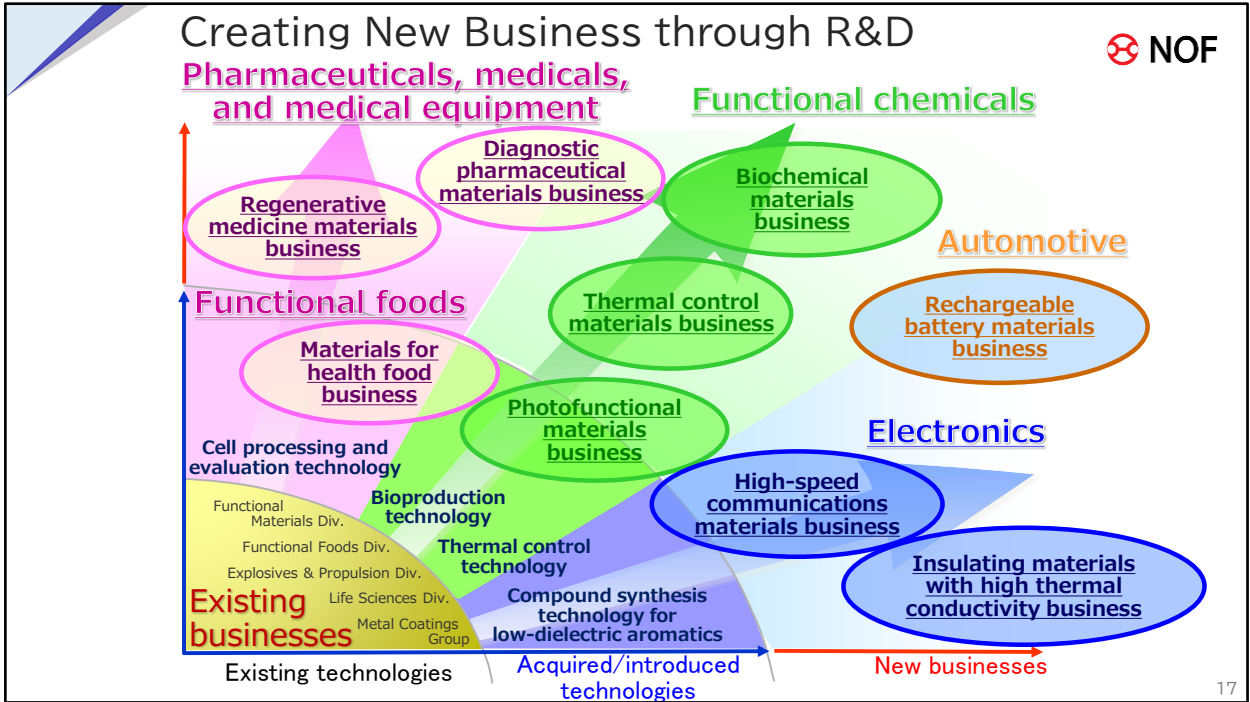 Creating New Business through R&D
NOF
Pharmaceuticals, medicals,
and medical equipment
Functional chemicals
Diagnostic
pharmaceutical
materials business
Biochemical
materials
business
Regenerative
medicine materials
business
Automotive
Functional foods
Thermal control
materials business
Rechargeable
battery materials
business
Materials for
health food
business
Photofunctional
materials
business
Electronics
Cell processing and
evaluation technology
High-speed
communications
materials business
Bioproduction
technology
Functional
Materials Div.
Functional Foods Div.
Thermal control
technology
Explosives & Propulsion Div.
Insulating materials
with high thermal
conductivity business
Existing
businesses
Life Sciences Div.
Metal Coatings
Group
Compound synthesis
technology for
low-dielectric aromatics
Existing technologies
Acquired/introduced
technologies
New businesses
17